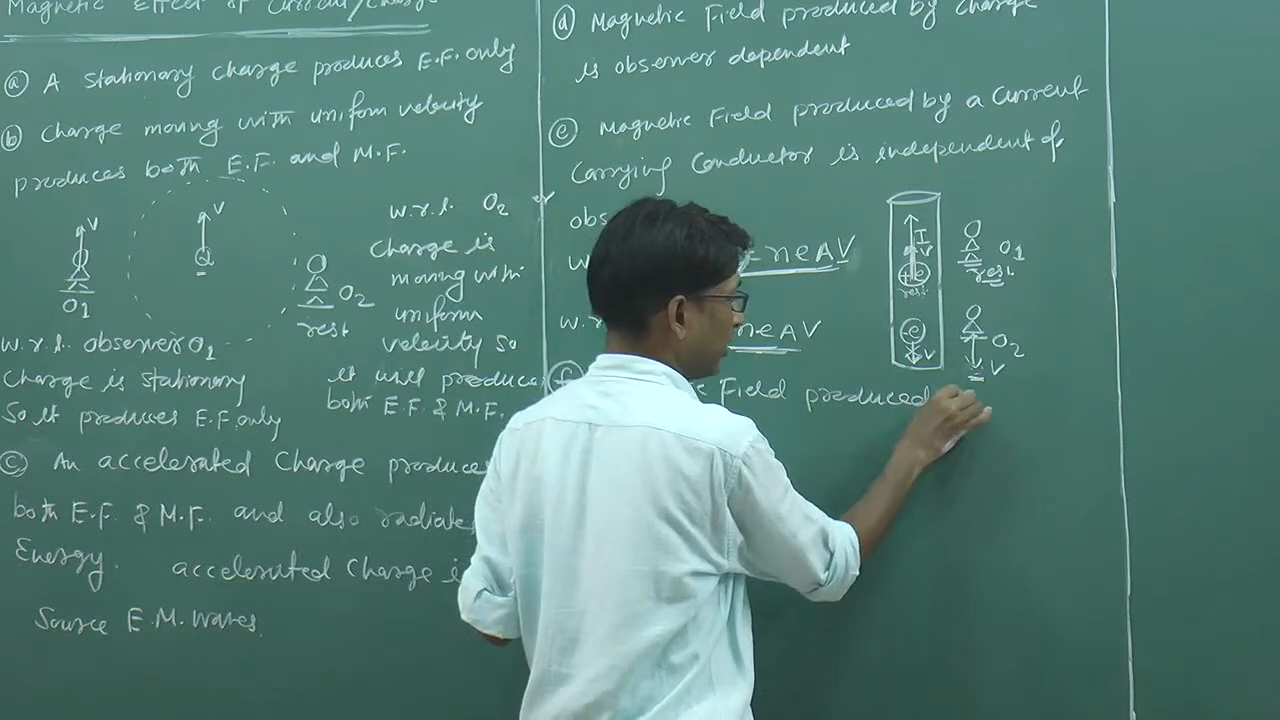 Magnetic Effect of Current/Charge
(a) A stationary charge produces E.F. only
(b) Charge moving with uniform velocity
produces both E.F. and M.F.
V
V
Q
O1
O2
rest
w.r.t. O2
Charge is
moving with
uniform
velocity so
it will produce
both E.F. & M.F.
w.r.t. observer O1
Charge is stationary
So it produces E.F. only
(c) An accelerated Charge produces
both E.F. & M.F. and also radiates
Energy. accelerated Charge is
Source E.M. waves.
(d) Magnetic Field produced by charge
is observer dependent
(e) Magnetic Field produced by a Current
Carrying Conductor is independent of
obs
= neAV
neAV
I
V
+e
rest
e
V
O1
rest
O2
V
(f) Field produced